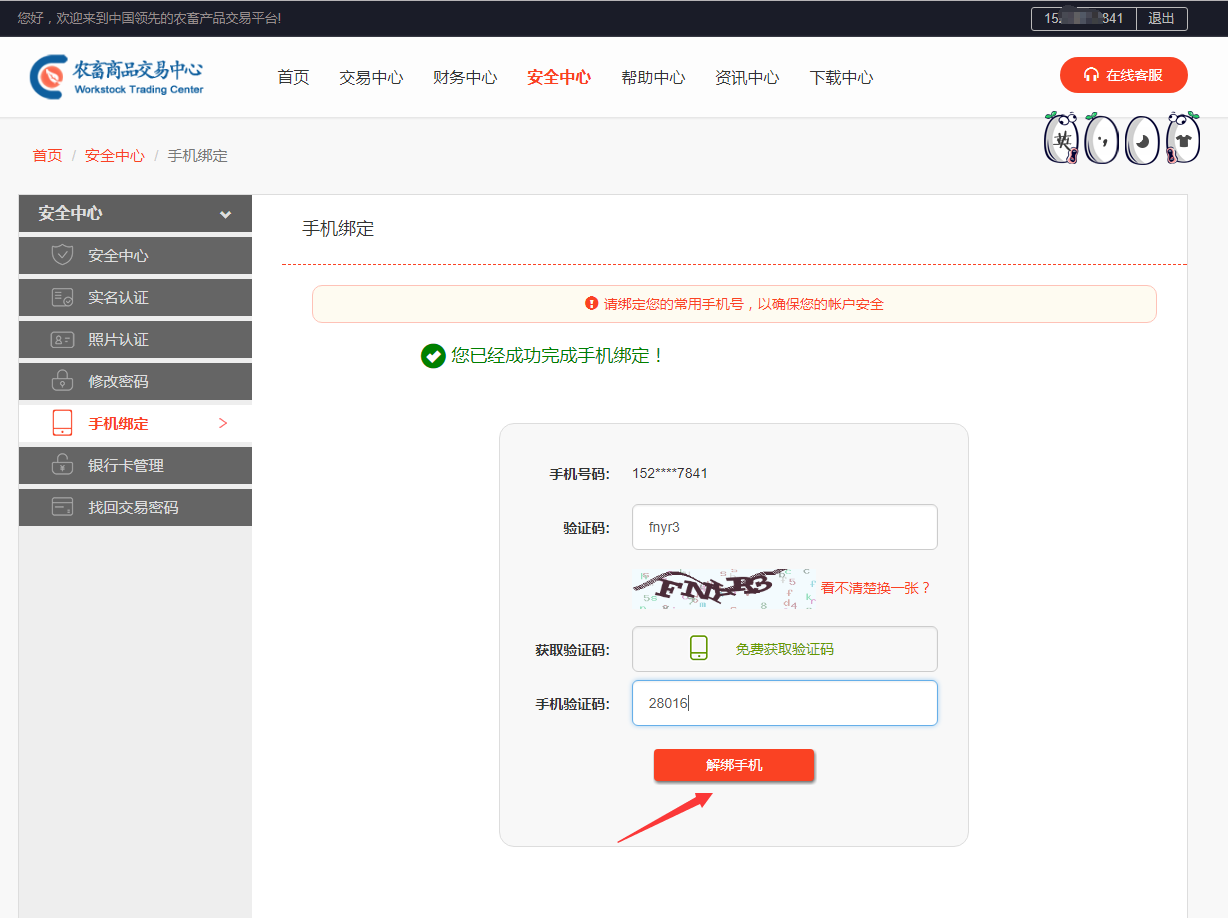 您好，欢迎来到中国领先的农畜产品交易平台!
841 退出
农畜商品交易中心
Workstock Trading Center
首页 交易中心 财务中心 安全中心 帮助中心 资讯中心 下载中心
在线客服
英
首页 / 安全中心 / 手机绑定
安全中心
安全中心
实名认证
照片认证
修改密码
手机绑定 >
银行卡管理
找回交易密码
手机绑定
请绑定您的常用手机号，以确保您的帐户安全
您已经成功完成手机绑定！
手机号码: 152****7841
验证码: fnyr3
FNYR3 看不清楚换一张？
获取验证码: 免费获取验证码
手机验证码: 28016
解绑手机